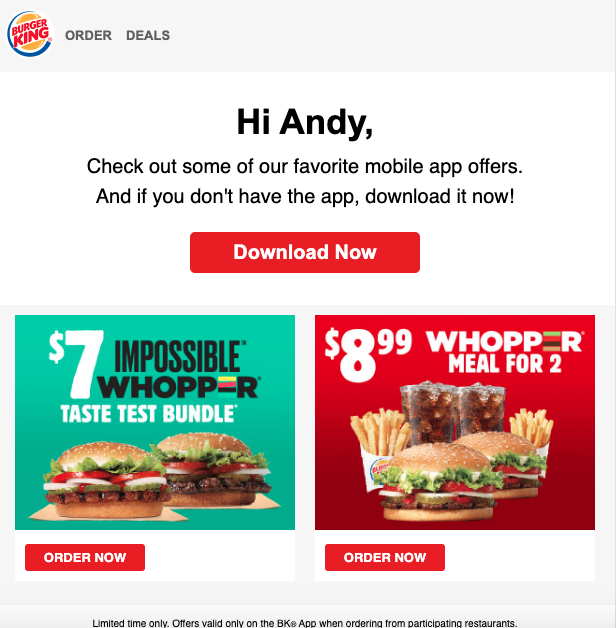 BURGER
KING
ORDER DEALS
Hi Andy,
Check out some of our favorite mobile app offers.
And if you don't have the app, download it now!
Download Now
$7 IMPOSSIBLE™
WHOPPER®
TASTE TEST BUNDLE*
$8.99 WHOPPER®
MEAL FOR 2
ORDER NOW
ORDER NOW
Limited time only. Offers valid only on the BK® App when ordering from participating restaurants.